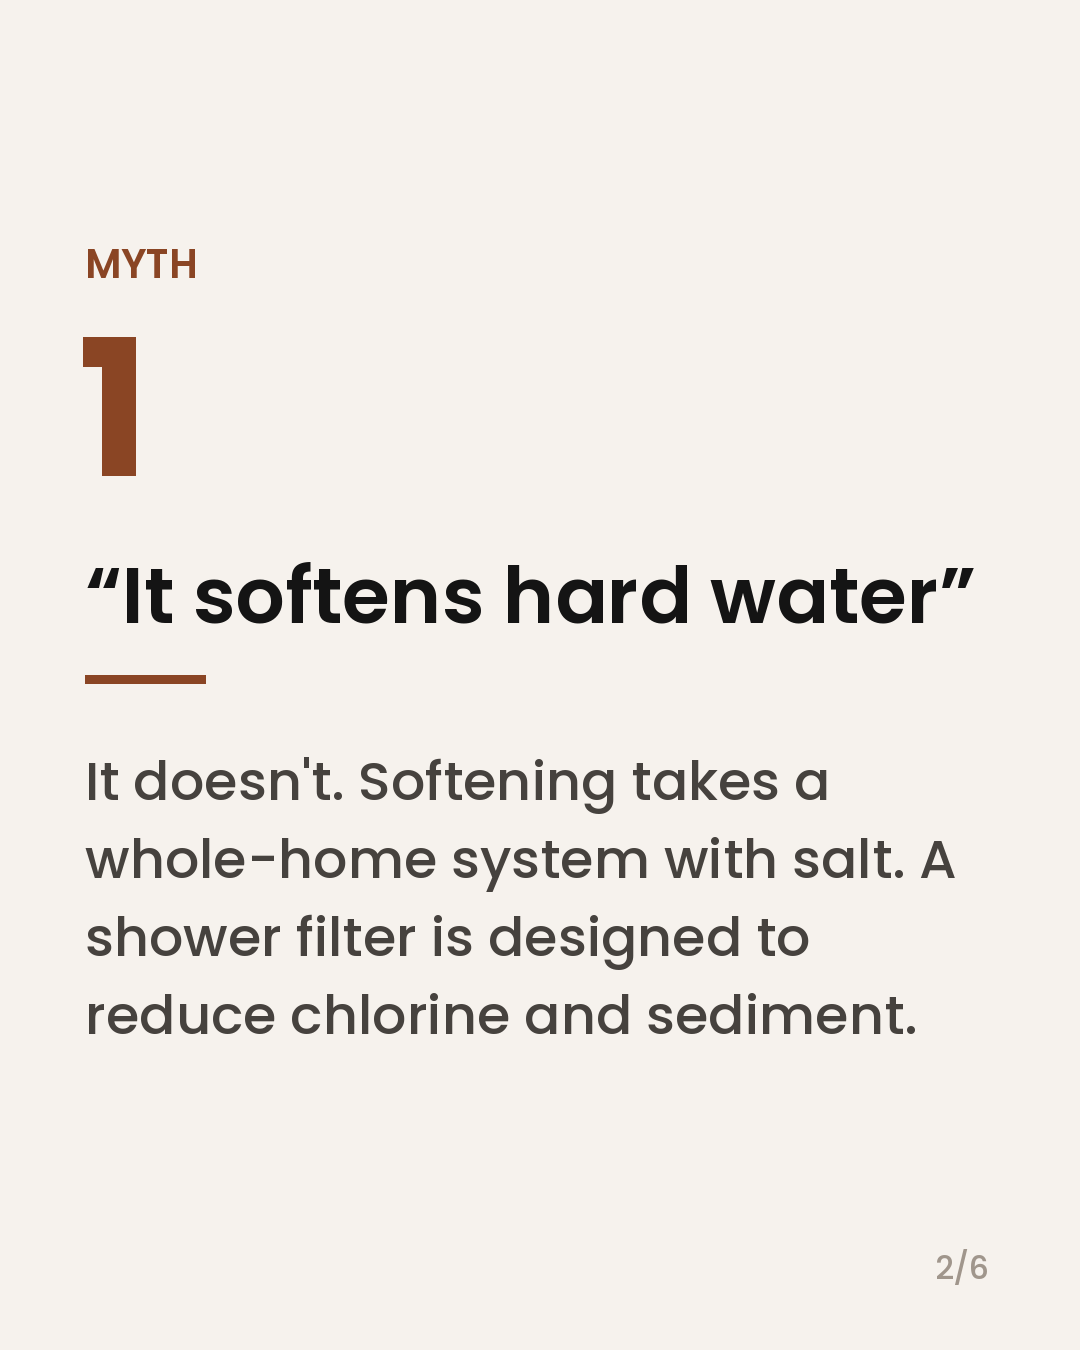 MYTH
1
“It softens hard water”
It doesn't. Softening takes a
whole-home system with salt. A
shower filter is designed to
reduce chlorine and sediment.
2/6